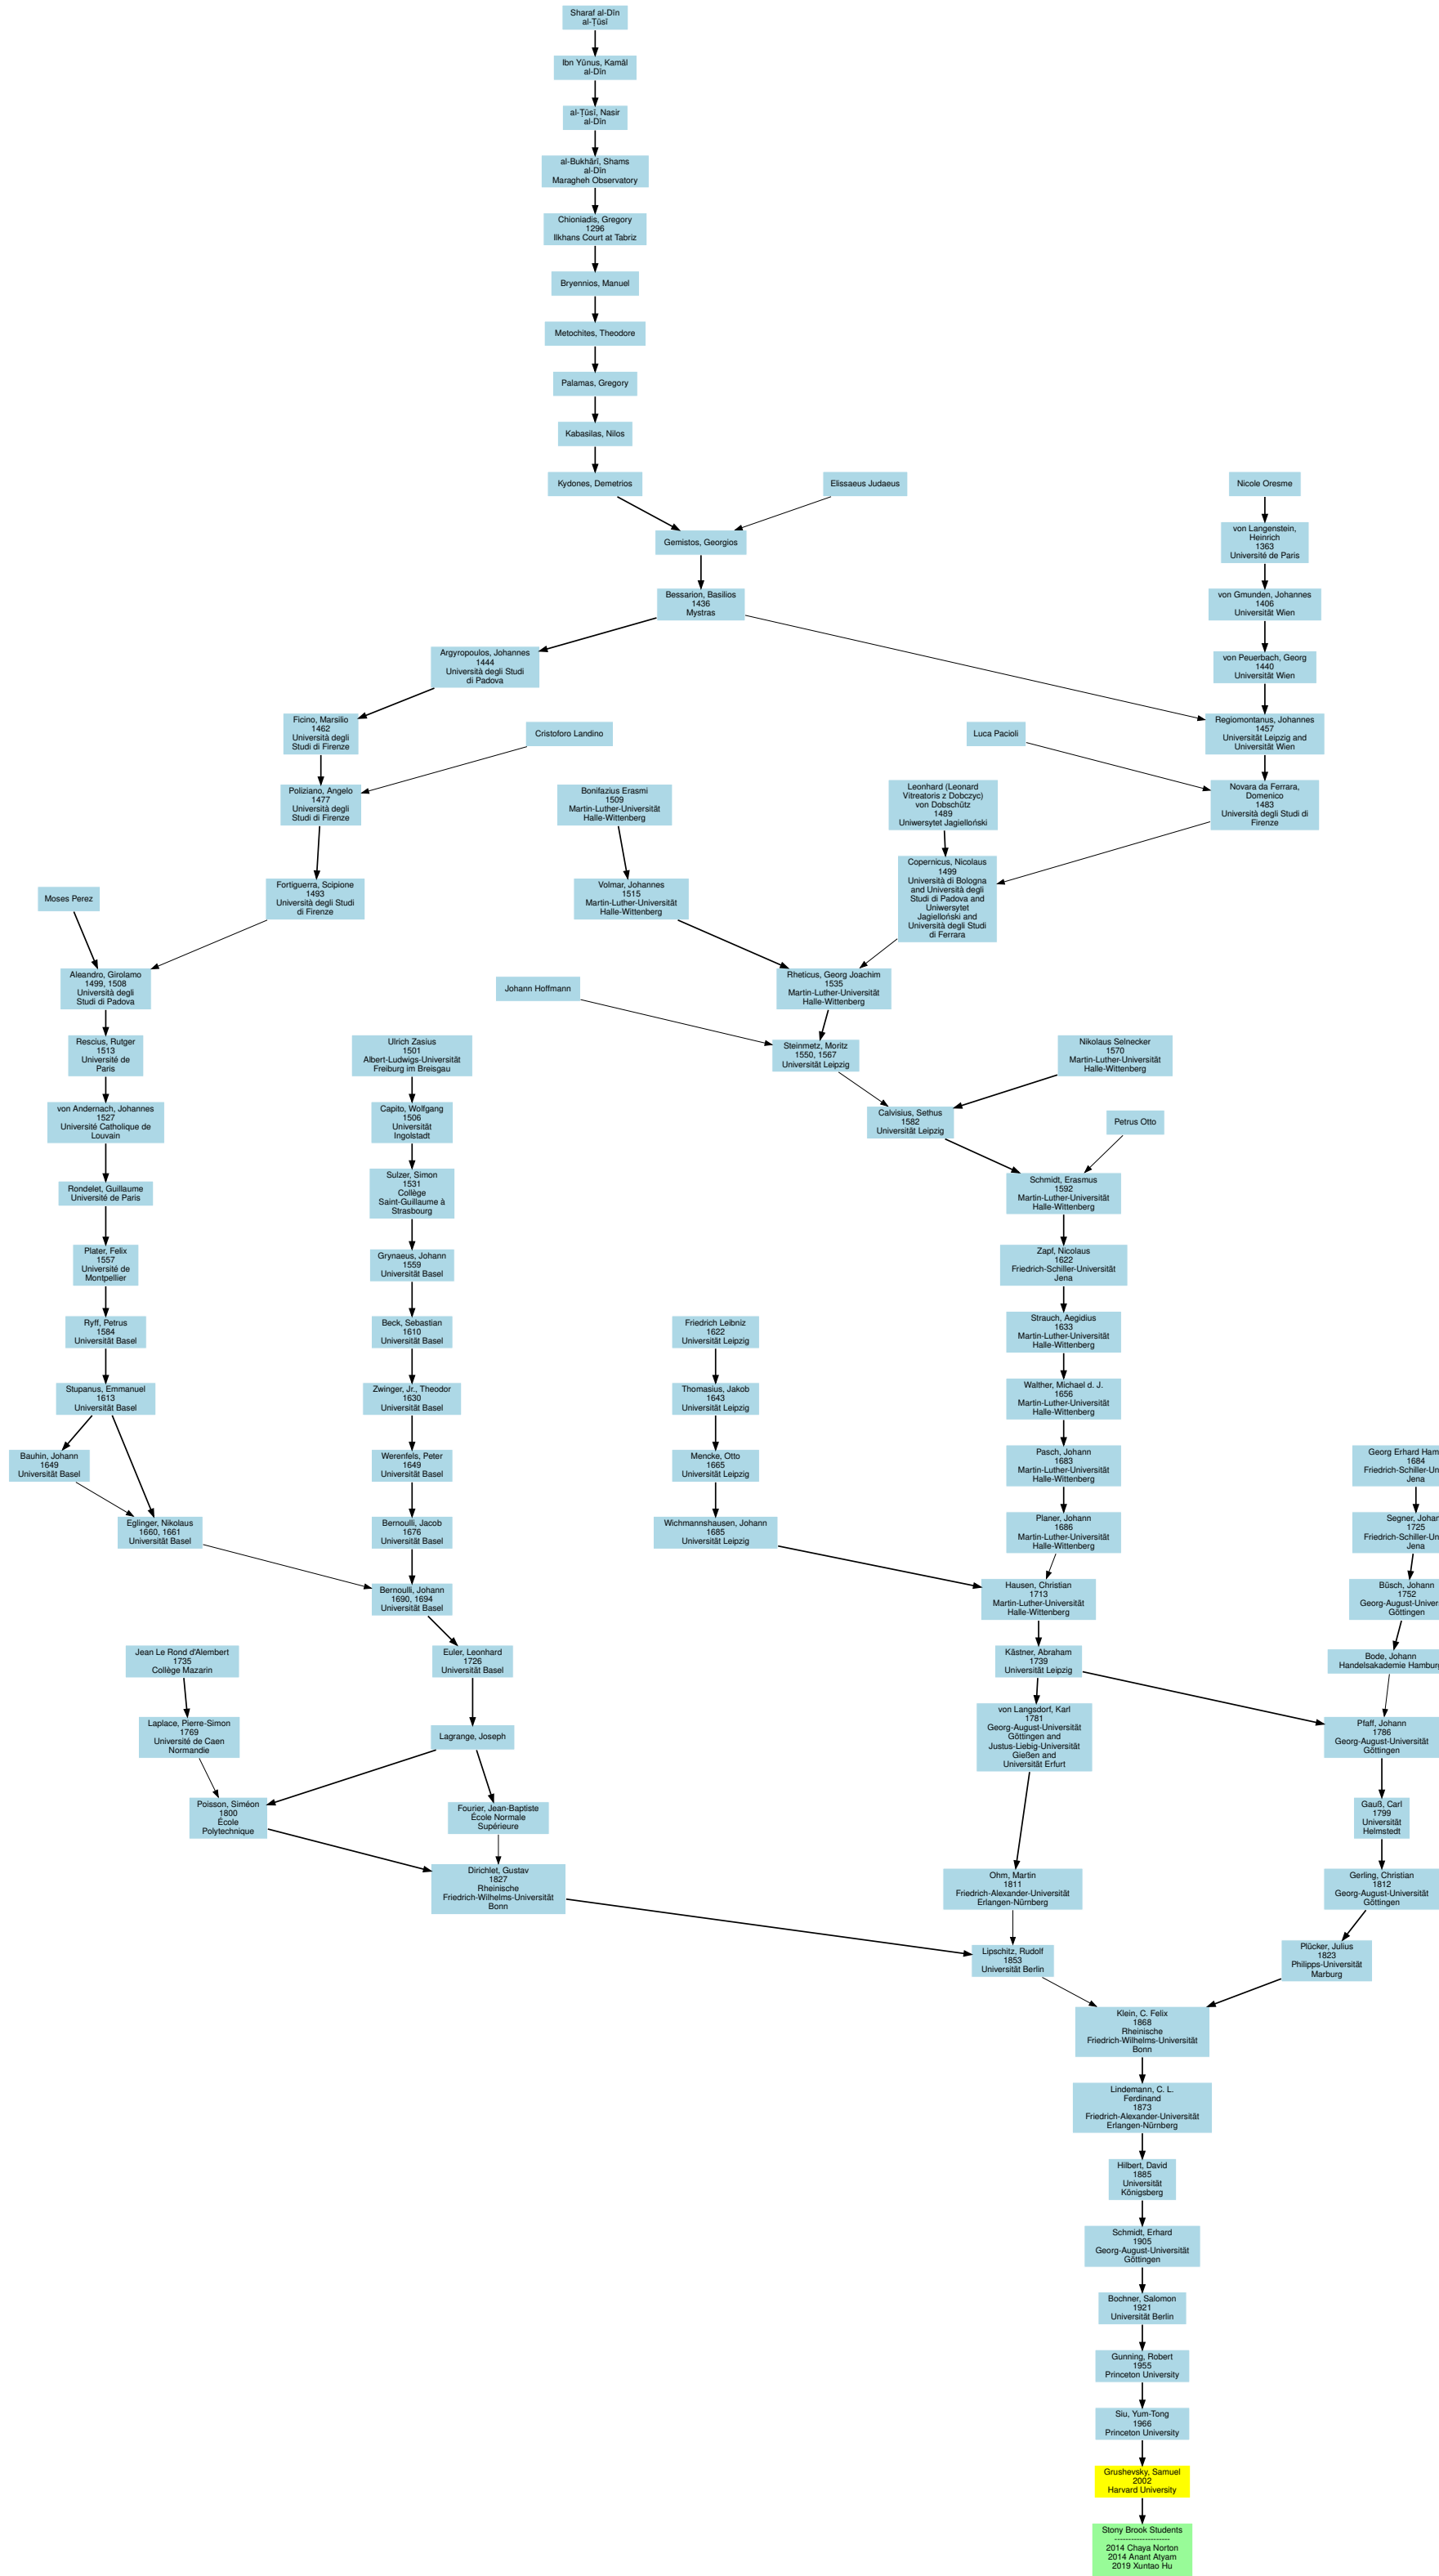 Sharaf al-Dīn
al-Ṭūsī
Ibn Yūnus, Kamāl
al-Dīn
al-Ṭūsī, Nasir
al-Dīn
al-Bukhārī, Shams
al-Dīn
Maragheh Observatory
Chioniadis, Gregory
1296
Ilkhans Court at Tabriz
Bryennios, Manuel
Metochites, Theodore
Palamas, Gregory
Kabasilas, Nilos
Kydones, Demetrios
Elissaeus Judaeus
Nicole Oresme
Gemistos, Georgios
von Langenstein,
Heinrich
1363
Université de Paris
Bessarion, Basilios
1436
Mystras
von Gmunden, Johannes
1406
Universität Wien
Argyropoulos, Johannes
1444
Università degli Studi
di Padova
von Peuerbach, Georg
1440
Universität Wien
Ficino, Marsilio
1462
Università degli
Studi di Firenze
Cristoforo Landino
Luca Pacioli
Regiomontanus, Johannes
1457
Universität Leipzig and
Universität Wien
Poliziano, Angelo
1477
Università degli
Studi di Firenze
Bonifazius Erasmi
1509
Martin-Luther-Universität
Halle-Wittenberg
Leonhard (Leonard
Vitreatoris z Dobczyc)
von Dobschütz
1489
Uniwersytet Jagielloński
Novara da Ferrara,
Domenico
1483
Università degli Studi di
Firenze
Moses Perez
Fortiguerra, Scipione
1493
Università degli Studi
di Firenze
Volmar, Johannes
1515
Martin-Luther-Universität
Halle-Wittenberg
Copernicus, Nicolaus
1499
Università di Bologna
and Università degli
Studi di Padova and
Uniwersytet
Jagielloński and
Università degli Studi
di Ferrara
Aleandro, Girolamo
1499, 1508
Università degli
Studi di Padova
Johann Hoffmann
Rheticus, Georg Joachim
1535
Martin-Luther-Universität
Halle-Wittenberg
Rescius, Rutger
1513
Université de
Paris
Ulrich Zasius
1501
Albert-Ludwigs-Universität
Freiburg im Breisgau
Steinmetz, Moritz
1550, 1567
Universität Leipzig
Nikolaus Selnecker
1570
Martin-Luther-Universität
Halle-Wittenberg
von Andernach, Johannes
1527
Université Catholique de
Louvain
Capito, Wolfgang
1506
Universität
Ingolstadt
Calvisius, Sethus
1582
Universität Leipzig
Petrus Otto
Rondelet, Guillaume
Université de Paris
Sulzer, Simon
1531
Collège
Saint-Guillaume à
Strasbourg
Schmidt, Erasmus
1592
Martin-Luther-Universität
Halle-Wittenberg
Plater, Felix
1557
Université de
Montpellier
Grynaeus, Johann
1559
Universität Basel
Zapf, Nicolaus
1622
Friedrich-Schiller-Universität
Jena
Ryff, Petrus
1584
Universität Basel
Beck, Sebastian
1610
Universität Basel
Friedrich Leibniz
1622
Universität Leipzig
Strauch, Aegidius
1633
Martin-Luther-Universität
Halle-Wittenberg
Stupanus, Emmanuel
1613
Universität Basel
Zwinger, Jr., Theodor
1630
Universität Basel
Thomasius, Jakob
1643
Universität Leipzig
Walther, Michael d. J.
1656
Martin-Luther-Universität
Halle-Wittenberg
Bauhin, Johann
1649
Universität Basel
Werenfels, Peter
1649
Universität Basel
Mencke, Otto
1665
Universität Leipzig
Pasch, Johann
1683
Martin-Luther-Universität
Halle-Wittenberg
Georg Erhard Ham
1684
Friedrich-Schiller-Un
Jena
Eglinger, Nikolaus
1660, 1661
Universität Basel
Bernoulli, Jacob
1676
Universität Basel
Wichmannshausen, Johann
1685
Universität Leipzig
Planer, Johann
1686
Martin-Luther-Universität
Halle-Wittenberg
Segner, Johan
1725
Friedrich-Schiller-Un
Jena
Bernoulli, Johann
1690, 1694
Universität Basel
Hausen, Christian
1713
Martin-Luther-Universität
Halle-Wittenberg
Büsch, Johann
1752
Georg-August-Univer
Göttingen
Jean Le Rond d'Alembert
1735
Collège Mazarin
Euler, Leonhard
1726
Universität Basel
Kästner, Abraham
1739
Universität Leipzig
Bode, Johann
Handelsakademie Hamburg
Laplace, Pierre-Simon
1769
Université de Caen
Normandie
Lagrange, Joseph
von Langsdorf, Karl
1781
Georg-August-Universität
Göttingen and
Justus-Liebig-Universität
Gießen and
Universität Erfurt
Pfaff, Johann
1786
Georg-August-Universität
Göttingen
Poisson, Siméon
1800
École
Polytechnique
Fourier, Jean-Baptiste
École Normale
Supérieure
Gauß, Carl
1799
Universität
Helmstedt
Dirichlet, Gustav
1827
Rheinische
Friedrich-Wilhelms-Universität
Bonn
Ohm, Martin
1811
Friedrich-Alexander-Universität
Erlangen-Nürnberg
Gerling, Christian
1812
Georg-August-Universität
Göttingen
Lipschitz, Rudolf
1853
Universität Berlin
Plücker, Julius
1823
Philipps-Universität
Marburg
Klein, C. Felix
1868
Rheinische
Friedrich-Wilhelms-Universität
Bonn
Lindemann, C. L.
Ferdinand
1873
Friedrich-Alexander-Universität
Erlangen-Nürnberg
Hilbert, David
1885
Universität
Königsberg
Schmidt, Erhard
1905
Georg-August-Universität
Göttingen
Bochner, Salomon
1921
Universität Berlin
Gunning, Robert
1955
Princeton University
Siu, Yum-Tong
1966
Princeton University
Grushevsky, Samuel
2002
Harvard University
Stony Brook Students
--------------------
2014 Chaya Norton
2014 Anant Atyam
2019 Xuntao Hu